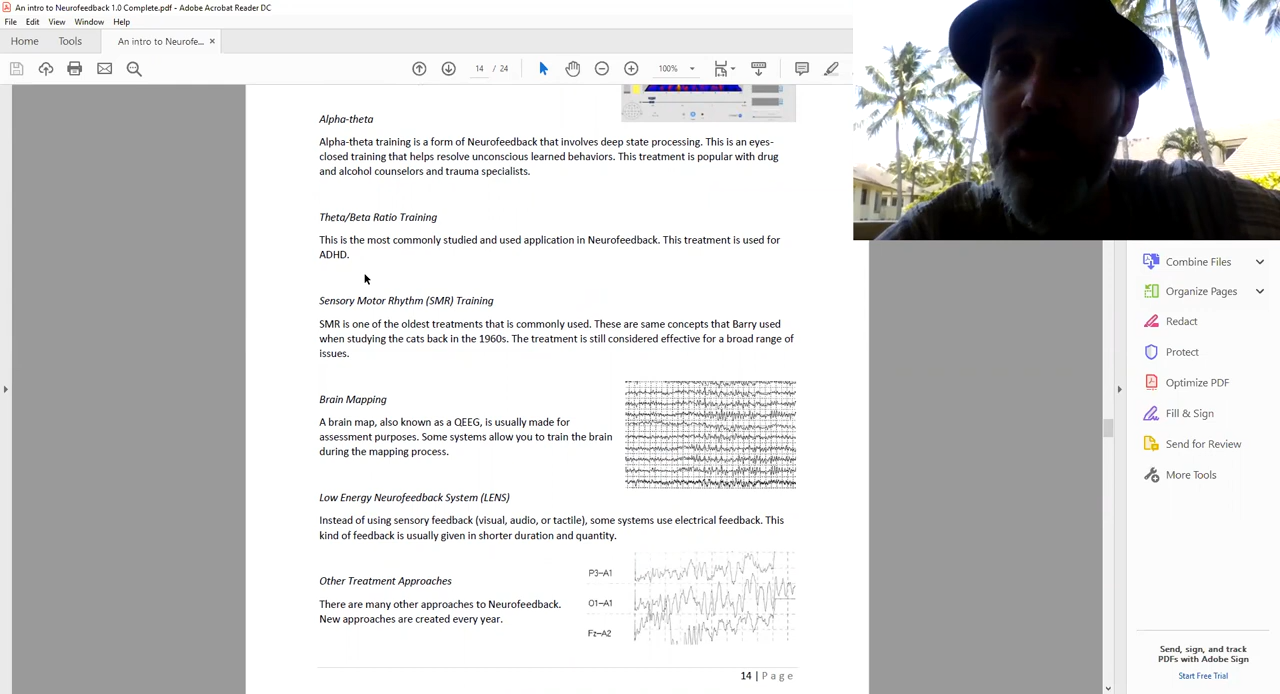 An intro to Neurofeedback 1.0 Complete.pdf - Adobe Acrobat Reader DC
File Edit View Window Help
Home Tools An intro to Neurofe... ×
14 / 24 100%
Alpha-theta
Alpha-theta training is a form of Neurofeedback that involves deep state processing. This is an eyes-
closed training that helps resolve unconscious learned behaviors. This treatment is popular with drug
and alcohol counselors and trauma specialists.
Theta/Beta Ratio Training
This is the most commonly studied and used application in Neurofeedback. This treatment is used for
ADHD.
Sensory Motor Rhythm (SMR) Training
SMR is one of the oldest treatments that is commonly used. These are same concepts that Barry used
when studying the cats back in the 1960s. The treatment is still considered effective for a broad range of
issues.
Brain Mapping
A brain map, also known as a QEEG, is usually made for
assessment purposes. Some systems allow you to train the brain
during the mapping process.
Low Energy Neurofeedback System (LENS)
Instead of using sensory feedback (visual, audio, or tactile), some systems use electrical feedback. This
kind of feedback is usually given in shorter duration and quantity.
Other Treatment Approaches
There are many other approaches to Neurofeedback.
New approaches are created every year.
P3-A1
O1-A1
Fz-A2
14 | Page
Combine Files
Organize Pages
Redact
Protect
Optimize PDF
Fill & Sign
Send for Review
More Tools
Send, sign, and track
PDFs with Adobe Sign
Start Free Trial